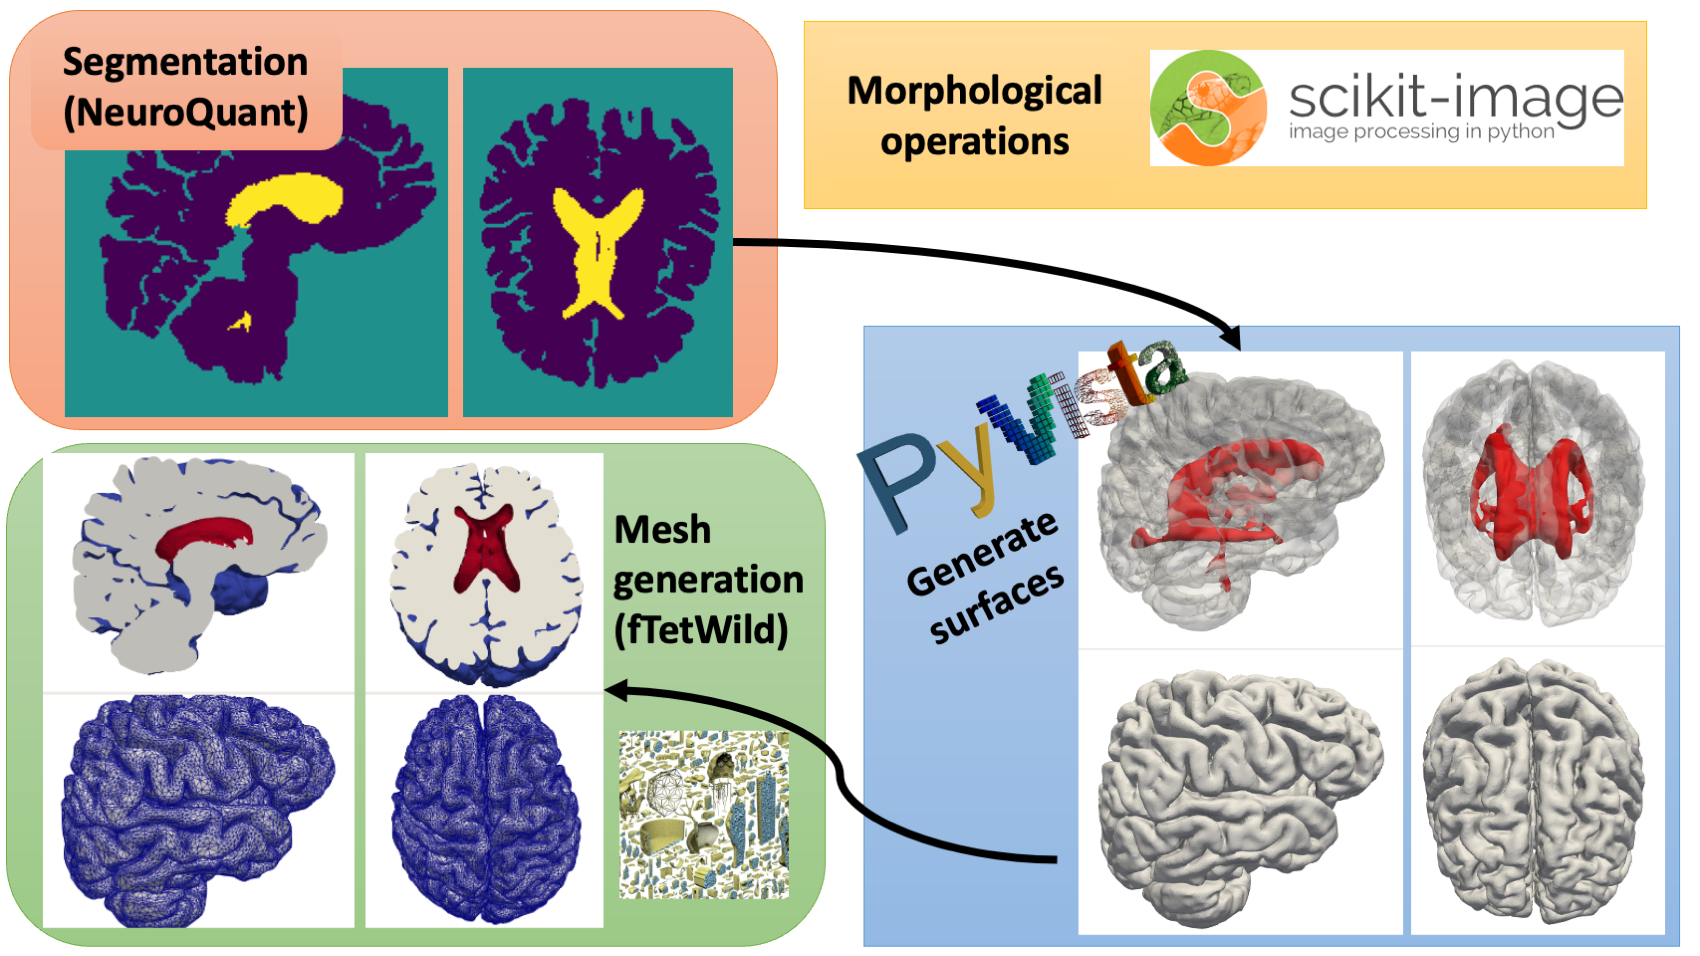 Segmentation
(NeuroQuant)
Morphological
operations
scikit-image
image processing in python
PyVista
Generate
surfaces
Mesh
generation
(fTetWild)